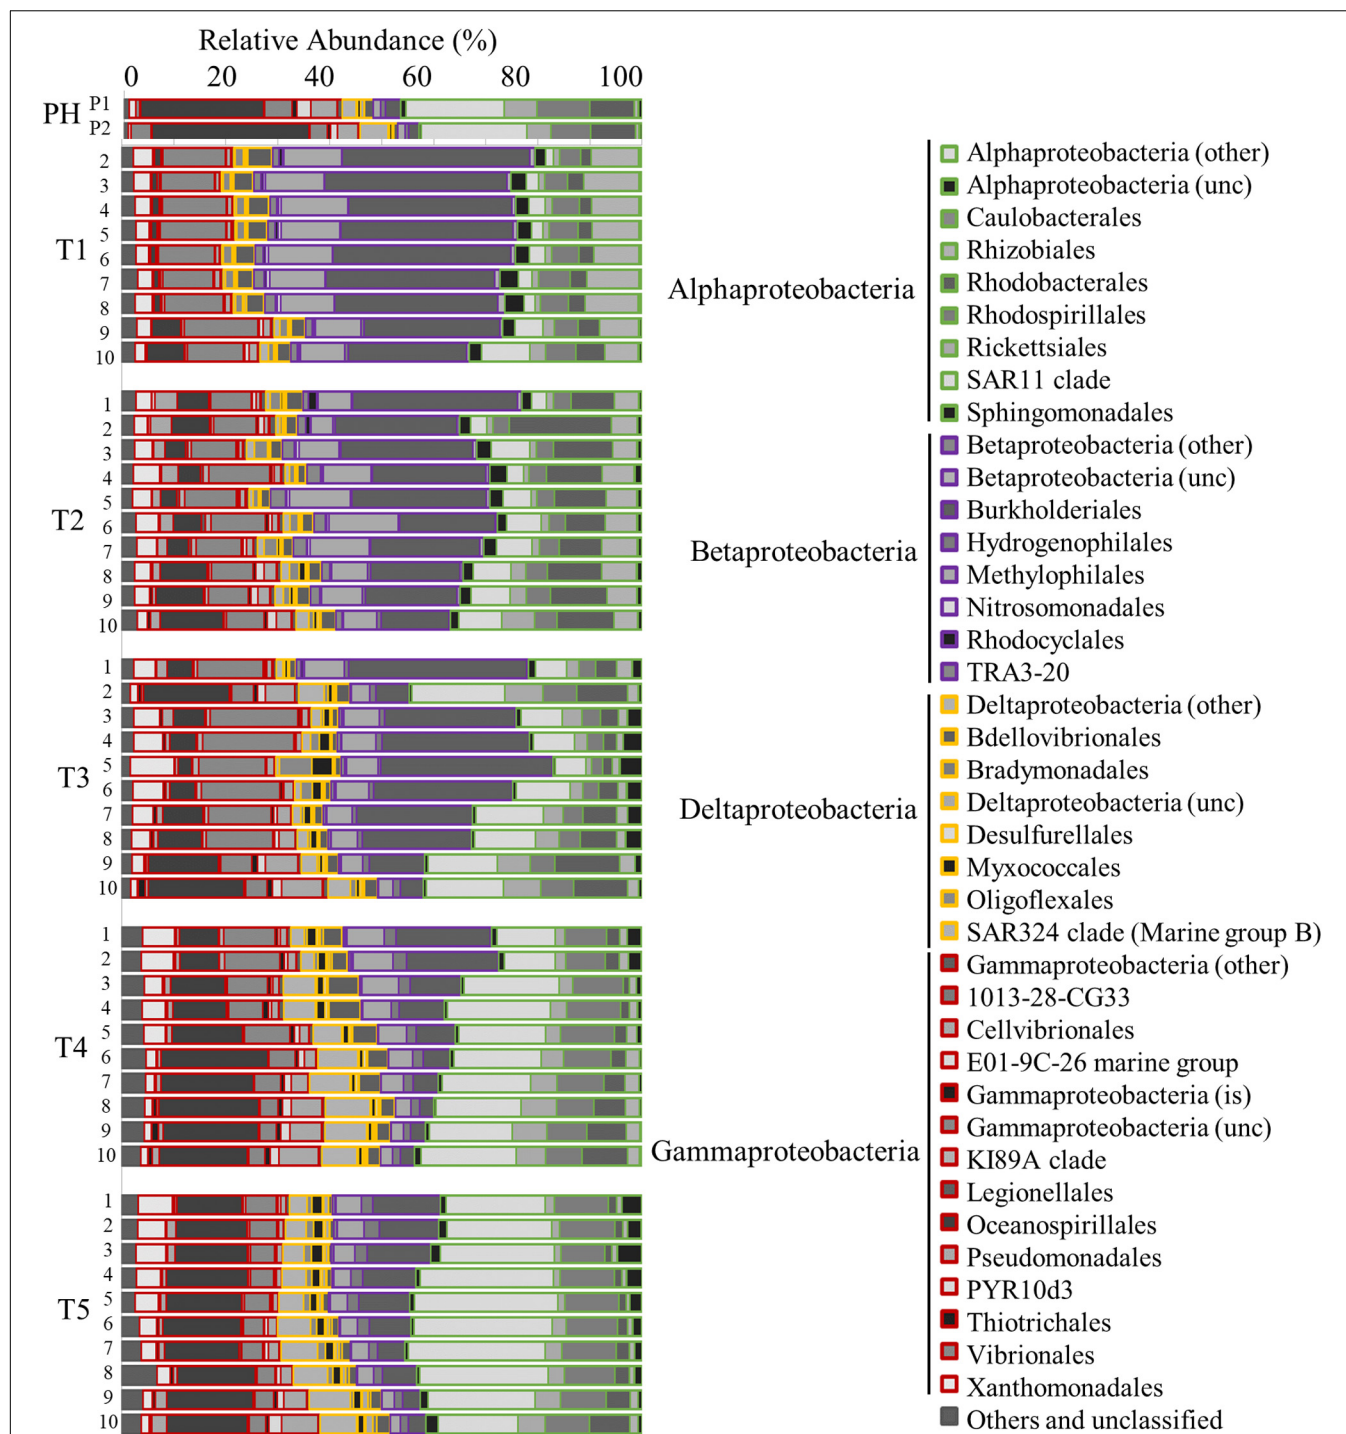 Relative Abundance (%)
0 20 40 60 80 100
PH
P1
P2
T1
2
3
4
5
6
7
8
9
10
T2
1
2
3
4
5
6
7
8
9
10
T3
1
2
3
4
5
6
7
8
9
10
T4
1
2
3
4
5
6
7
8
9
10
T5
1
2
3
4
5
6
7
8
9
10
Alphaproteobacteria
Alphaproteobacteria (other)
Alphaproteobacteria (unc)
Caulobacterales
Rhizobiales
Rhodobacterales
Rhodospirillales
Rickettsiales
SAR11 clade
Sphingomonadales
Betaproteobacteria
Betaproteobacteria (other)
Betaproteobacteria (unc)
Burkholderiales
Hydrogenophilales
Methylophilales
Nitrosomonadales
Rhodocyclales
TRA3-20
Deltaproteobacteria
Deltaproteobacteria (other)
Bdellovibrionales
Bradymonadales
Deltaproteobacteria (unc)
Desulfurellales
Myxococcales
Oligoflexales
SAR324 clade (Marine group B)
Gammaproteobacteria
Gammaproteobacteria (other)
1013-28-CG33
Cellvibrionales
E01-9C-26 marine group
Gammaproteobacteria (is)
Gammaproteobacteria (unc)
KI89A clade
Legionellales
Oceanospirillales
Pseudomonadales
PYR10d3
Thiotrichales
Vibrionales
Xanthomonadales
Others and unclassified